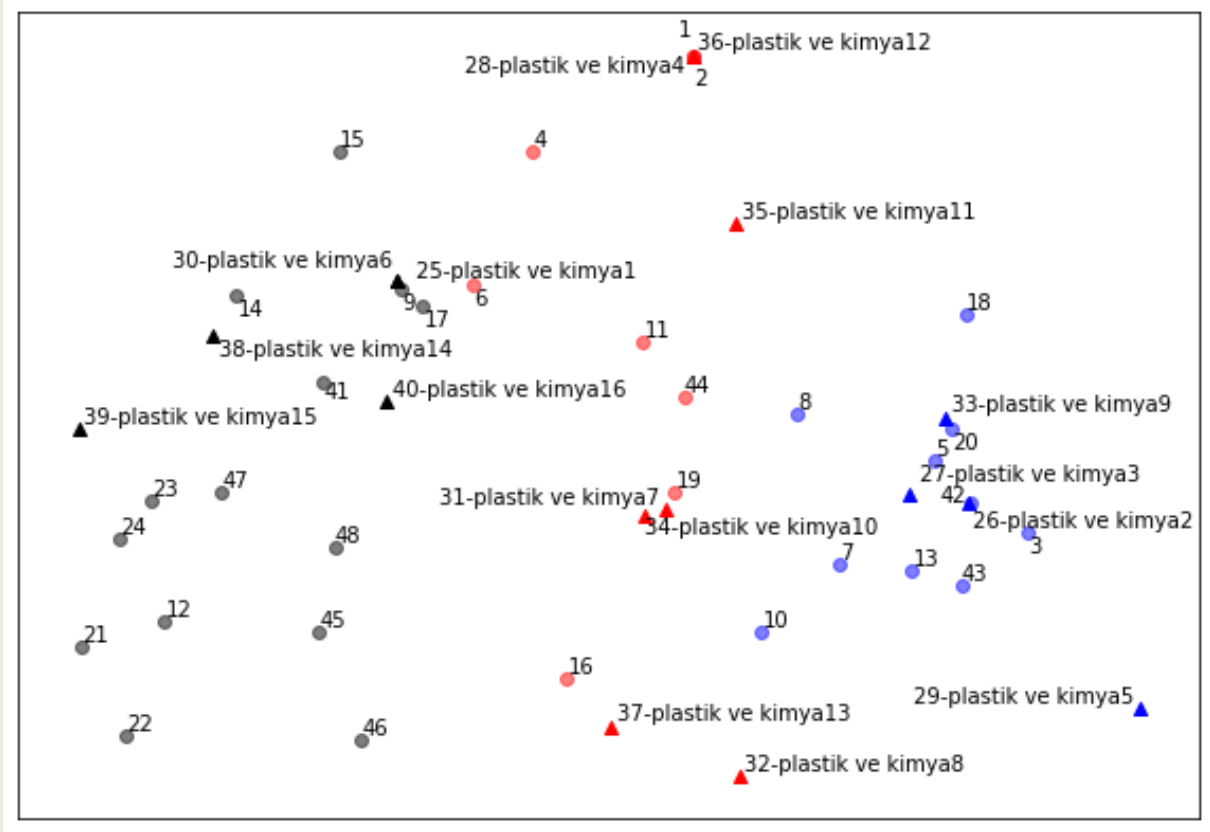 1
36-plastik ve kimya12
28-plastik ve kimya4
2
15
4
35-plastik ve kimya11
30-plastik ve kimya6
25-plastik ve kimya1
14
9
6
17
18
11
38-plastik ve kimya14
41
40-plastik ve kimya16
44
8
33-plastik ve kimya9
39-plastik ve kimya15
5
20
23
47
19
27-plastik ve kimya3
31-plastik ve kimya7
42
26-plastik ve kimya2
34-plastik ve kimya10
24
48
7
13
3
43
12
45
10
21
16
22
46
37-plastik ve kimya13
29-plastik ve kimya5
32-plastik ve kimya8